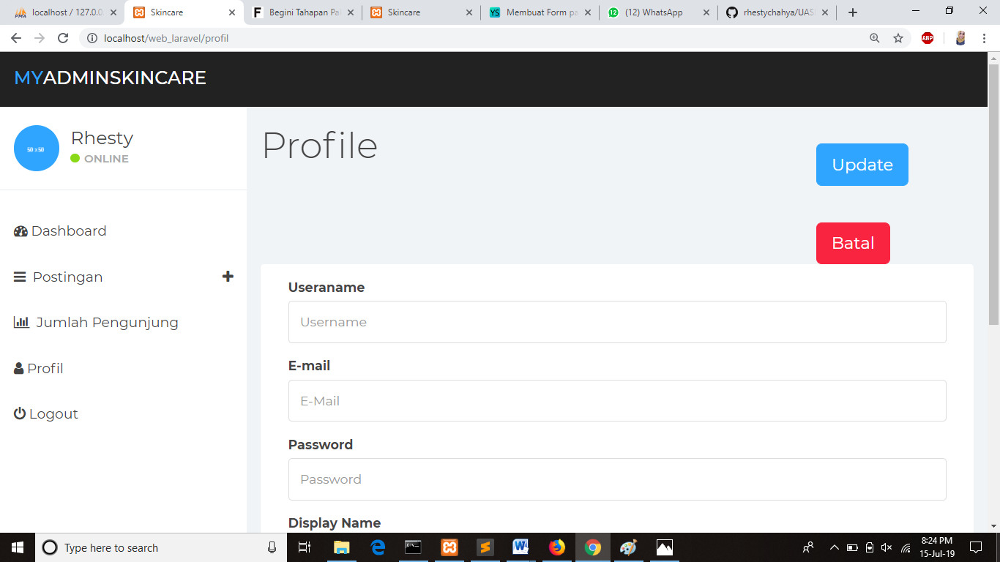 localhost / 127.0.0
Skincare
Begini Tahapan Pa
Skincare
Membuat Form pa
(12) WhatsApp
rhestychahya/UAS
localhost/web_laravel/profil
ABP
MYADMINSKINCARE
50 x 50
Rhesty
ONLINE
Profile
Update
Batal
Dashboard
Postingan
Jumlah Pengunjung
Profil
Logout
Useraname
Username
E-mail
E-Mail
Password
Password
Display Name
Type here to search
8:24 PM
15-Jul-19